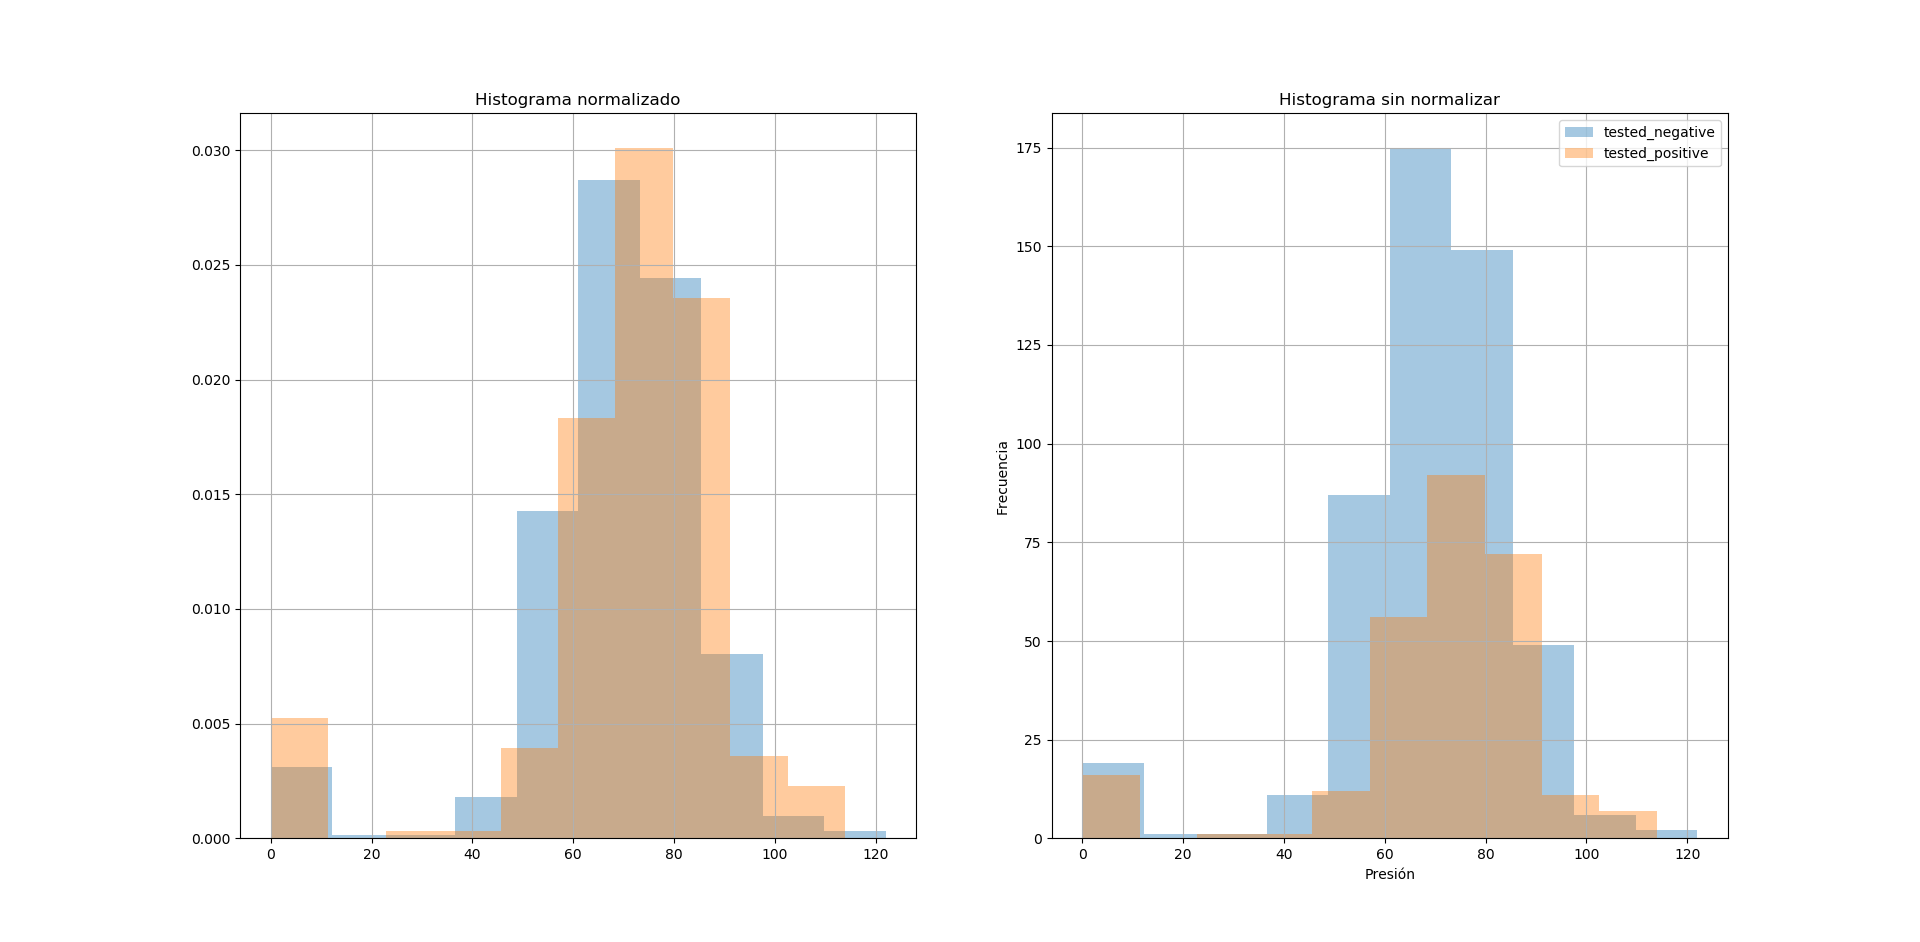 Histograma normalizado
0.030
0.025
0.020
0.015
0.010
0.005
0.000
0 20 40 60 80 100 120
Histograma sin normalizar
tested_negative
tested_positive
Frecuencia
175
150
125
100
75
50
25
0
0 20 40 60 80 100 120
Presión